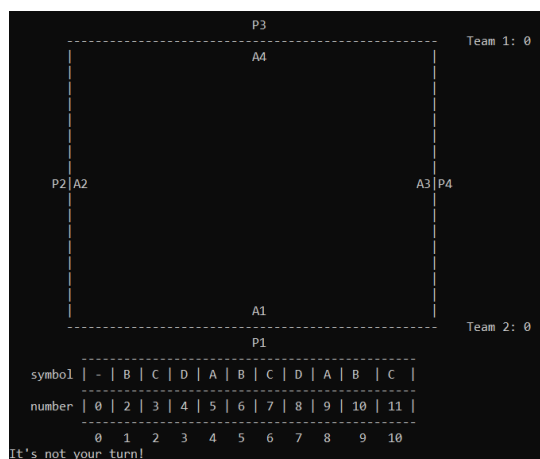 P3
Team 1: 0
A4
P2|A2 A3|P4
A1
Team 2: 0
P1
symbol | - | B | C | D | A | B | C | D | A | B | C |
number | 0 | 2 | 3 | 4 | 5 | 6 | 7 | 8 | 9 | 10 | 11 |
0 1 2 3 4 5 6 7 8 9 10
It's not your turn!